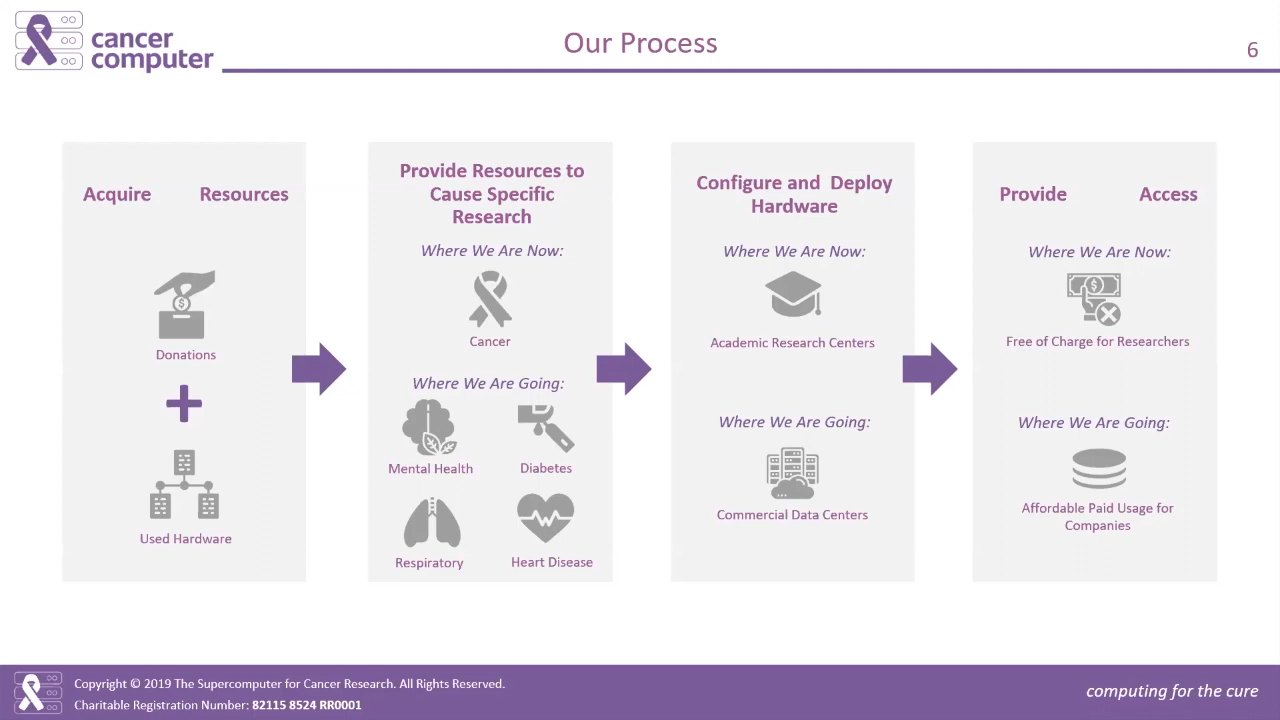 cancer
computer
Our Process
6
Acquire Resources
Donations
Used Hardware
Provide Resources to
Cause Specific
Research
Where We Are Now:
Cancer
Where We Are Going:
Mental Health
Diabetes
Respiratory
Heart Disease
Configure and Deploy
Hardware
Where We Are Now:
Academic Research Centers
Where We Are Going:
Commercial Data Centers
Provide Access
Where We Are Now:
Free of Charge for Researchers
Where We Are Going:
Affordable Paid Usage for
Companies
Copyright © 2019 The Supercomputer for Cancer Research. All Rights Reserved.
Charitable Registration Number: 82115 8524 RR0001
computing for the cure